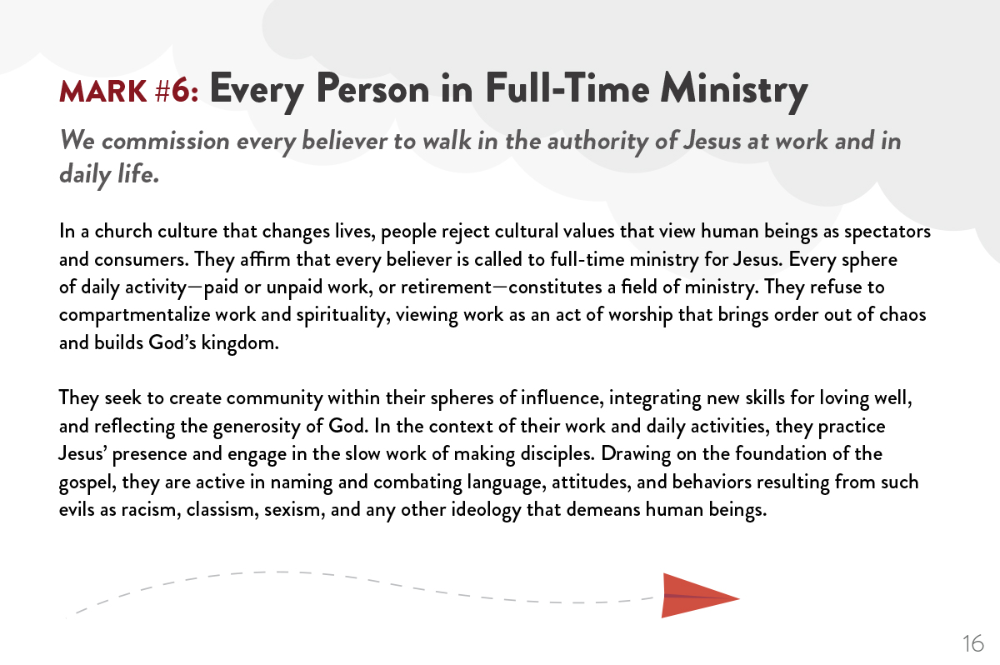 MARK #6: Every Person in Full-Time Ministry
We commission every believer to walk in the authority of Jesus at work and in
daily life.
In a church culture that changes lives, people reject cultural values that view human beings as spectators
and consumers. They affirm that every believer is called to full-time ministry for Jesus. Every sphere
of daily activity—paid or unpaid work, or retirement—constitutes a field of ministry. They refuse to
compartmentalize work and spirituality, viewing work as an act of worship that brings order out of chaos
and builds God’s kingdom.
They seek to create community within their spheres of influence, integrating new skills for loving well,
and reflecting the generosity of God. In the context of their work and daily activities, they practice
Jesus’ presence and engage in the slow work of making disciples. Drawing on the foundation of the
gospel, they are active in naming and combating language, attitudes, and behaviors resulting from such
evils as racism, classism, sexism, and any other ideology that demeans human beings.
16